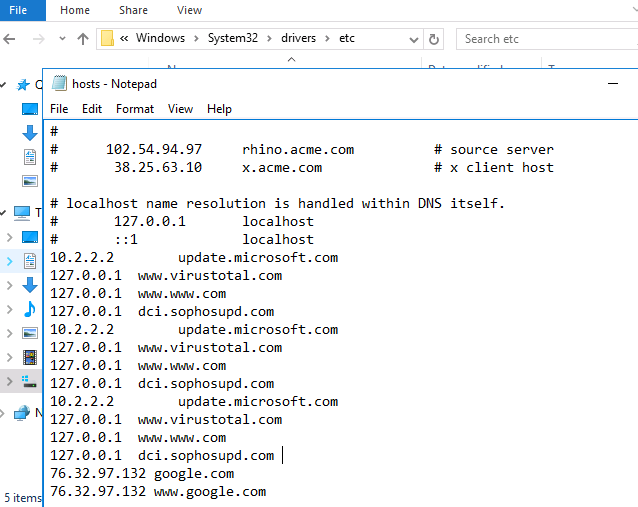 File Home Share View
« Windows > System32 > drivers > etc Search etc
hosts - Notepad
File Edit Format View Help
#
# 102.54.94.97 rhino.acme.com # source server
# 38.25.63.10 x.acme.com # x client host
# localhost name resolution is handled within DNS itself.
# 127.0.0.1 localhost
# ::1 localhost
10.2.2.2 update.microsoft.com
127.0.0.1 www.virustotal.com
127.0.0.1 www.www.com
127.0.0.1 dci.sophosupd.com
10.2.2.2 update.microsoft.com
127.0.0.1 www.virustotal.com
127.0.0.1 www.www.com
127.0.0.1 dci.sophosupd.com
10.2.2.2 update.microsoft.com
127.0.0.1 www.virustotal.com
127.0.0.1 www.www.com
127.0.0.1 dci.sophosupd.com
76.32.97.132 google.com
76.32.97.132 www.google.com
5 items